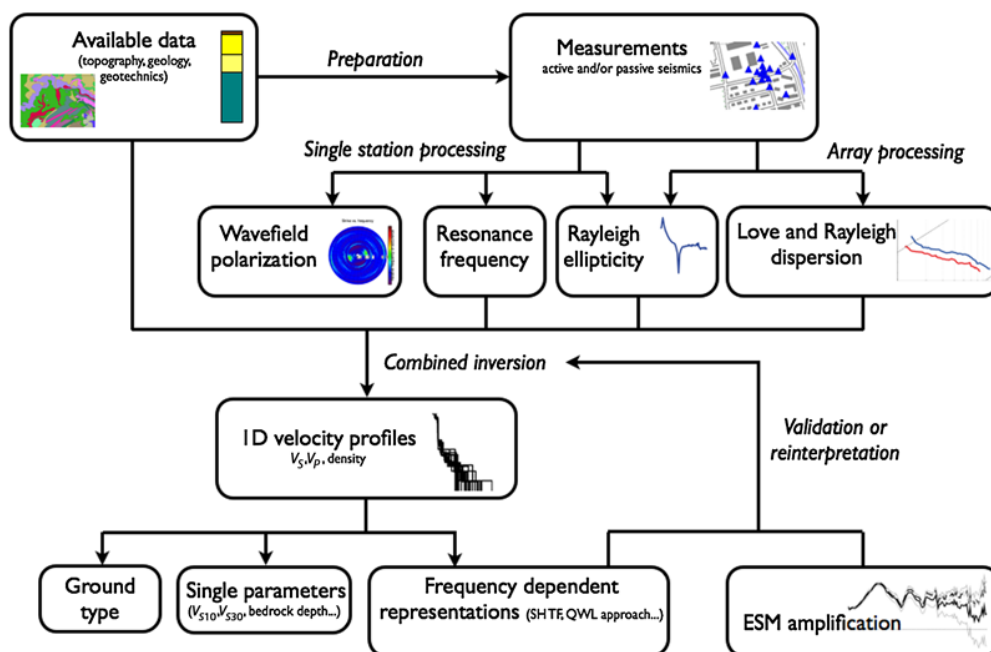 Available data
(topography, geology,
geotechnics)
Preparation
Measurements
active and/or passive seismics
Single station processing
Array processing
Wavefield
polarization
Resonance
frequency
Rayleigh
ellipticity
Love and Rayleigh
dispersion
Combined inversion
1D velocity profiles
VS, VP, density
Validation or
reinterpretation
Ground
type
Single parameters
(VS10, VS30, bedrock depth...)
Frequency dependent
representations (SHTF, QWL approach...)
ESM amplification